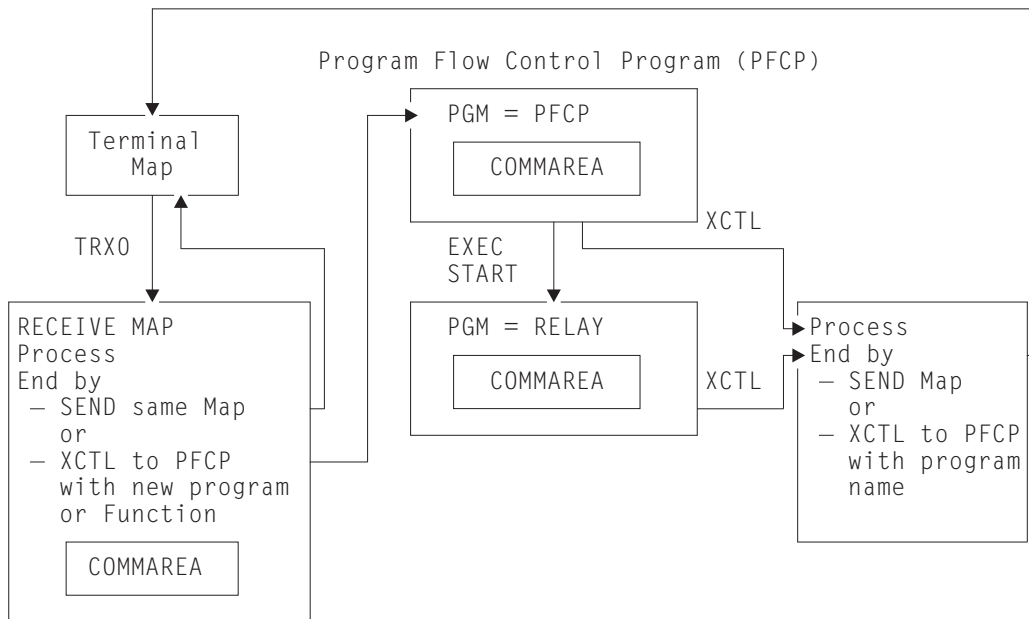 Program Flow Control Program (PFCP)
Terminal
Map
TRXO
RECEIVE MAP
Process
End by
— SEND same Map
or
— XCTL to PFCP
with new program
or Function
COMMAREA
PGM = PFCP
COMMAREA
EXEC
START
XCTL
PGM = RELAY
COMMAREA
XCTL
Process
End by
— SEND Map
or
— XCTL to PFCP
with program
name